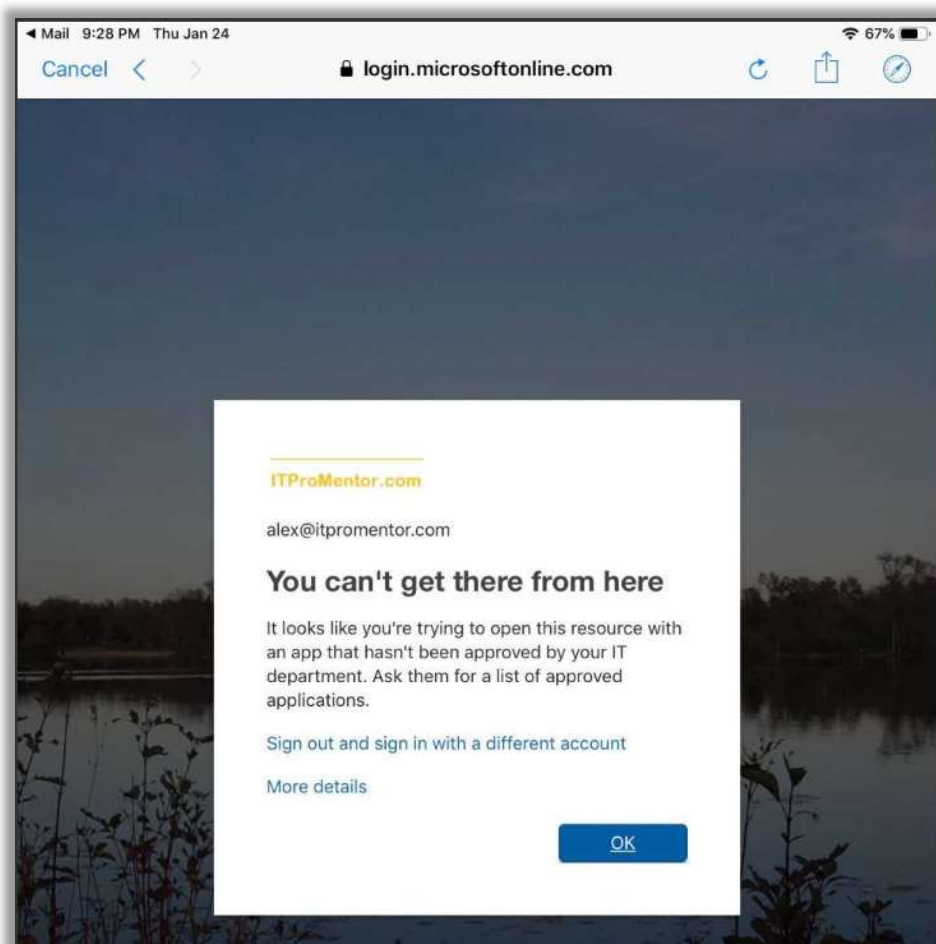 Mail 9:28 PM Thu Jan 24 67%
Cancel login.microsoftonline.com
ITProMentor.com
alex@itpromentor.com
You can't get there from here
It looks like you're trying to open this resource with
an app that hasn't been approved by your IT
department. Ask them for a list of approved
applications.
Sign out and sign in with a different account
More details
OK